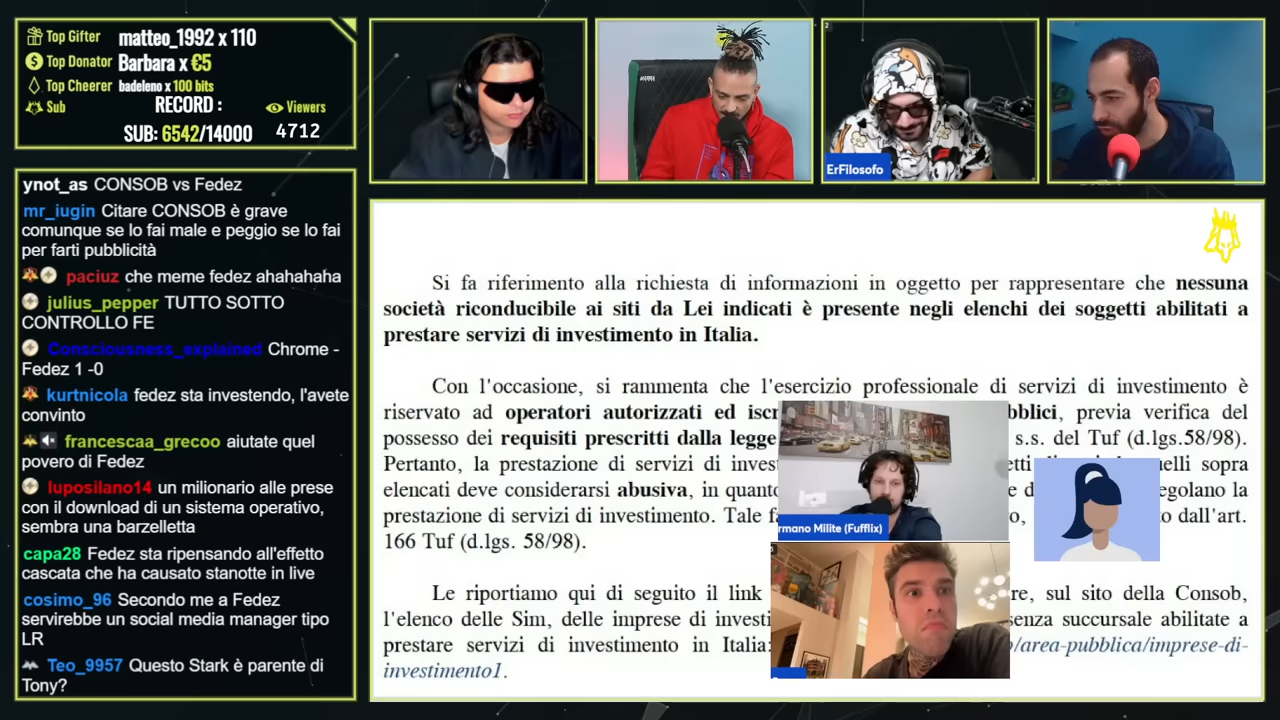 Top Gifter matteo_1992 x 110
Top Donator Barbara x €5
Top Cheerer badeleno x 100 bits
Sub RECORD : Viewers
SUB: 6542/14000 4712
ynot_as CONSOB vs Fedez
mr_iugin Citare CONSOB è grave
comunque se lo fai male e peggio se lo fai
per farti pubblicità
paciuz che meme fedez ahahahaha
julius_pepper TUTTO SOTTO
CONTROLLO FE
Consciousness_explained Chrome -
Fedez 1 -0
kurtnicola fedez sta investendo, l'avete
convinto
francescaa_grecoo aiutate quel
povero di Fedez
luposilano14 un milionario alle prese
con il download di un sistema operativo,
sembra una barzelletta
capa28 Fedez sta ripensando all'effetto
cascata che ha causato stanotte in live
cosimo_96 Secondo me a Fedez
servirebbe un social media manager tipo
LR
Teo_9957 Questo Stark è parente di
Tony?
ErFilosofo
Si fa riferimento alla richiesta di informazioni in oggetto per rappresentare che nessuna
società riconducibile ai siti da Lei indicati è presente negli elenchi dei soggetti abilitati a
prestare servizi di investimento in Italia.
Con l'occasione, si rammenta che l'esercizio professionale di servizi di investimento è
riservato ad operatori autorizzati ed iscr bblici, previa verifica del
possesso dei requisiti prescritti dalla legge s.s. del Tuf (d.lgs.58/98).
Pertanto, la prestazione di servizi di inves uelli sopra
elencati deve considerarsi abusiva, in quanto egolano la
prestazione di servizi di investimento. Tale fa o dall'art.
166 Tuf (d.lgs. 58/98).
Le riportiamo qui di seguito il link re, sul sito della Consob,
l'elenco delle Sim, delle imprese di investi senza succursale abilitate a
prestare servizi di investimento in Italia: o/area-pubblica/imprese-di-
investimento1.
rmano Milite (Fufflix)